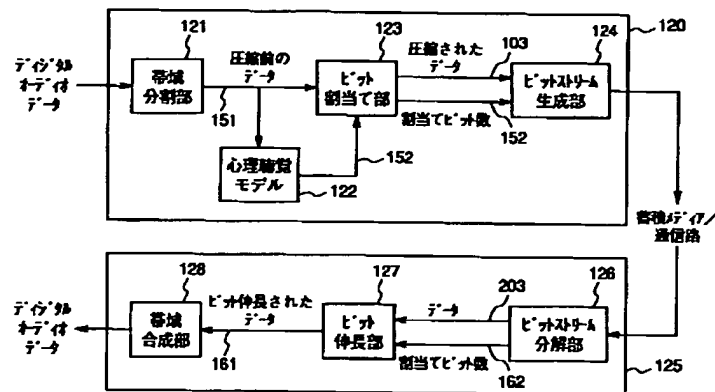 121
123
103
124
120
ディジタル
オーディオ
データ
帯域
分割部
圧縮前の
データ
151
ビット
割当て部
圧縮された
データ
割当てビット数
152
ビットストリーム
生成部
152
心理聴覚
モデル
122
蓄積メディア/
通信路
128
127
203
126
ディジタル
オーディオ
データ
帯域
合成部
ビット伸長された
データ
161
ビット
伸長部
データ
割当てビット数
162
ビットストリーム
分解部
125